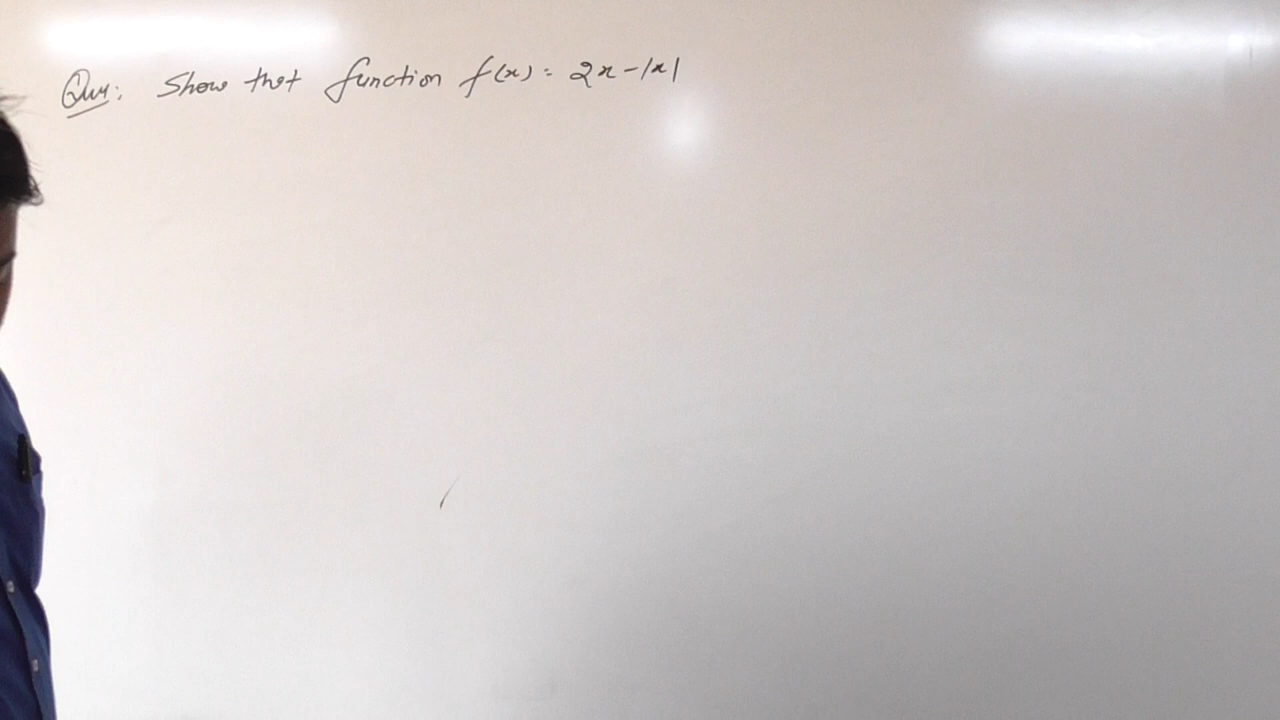 Que: Show that function f(x) = 2x - |x|